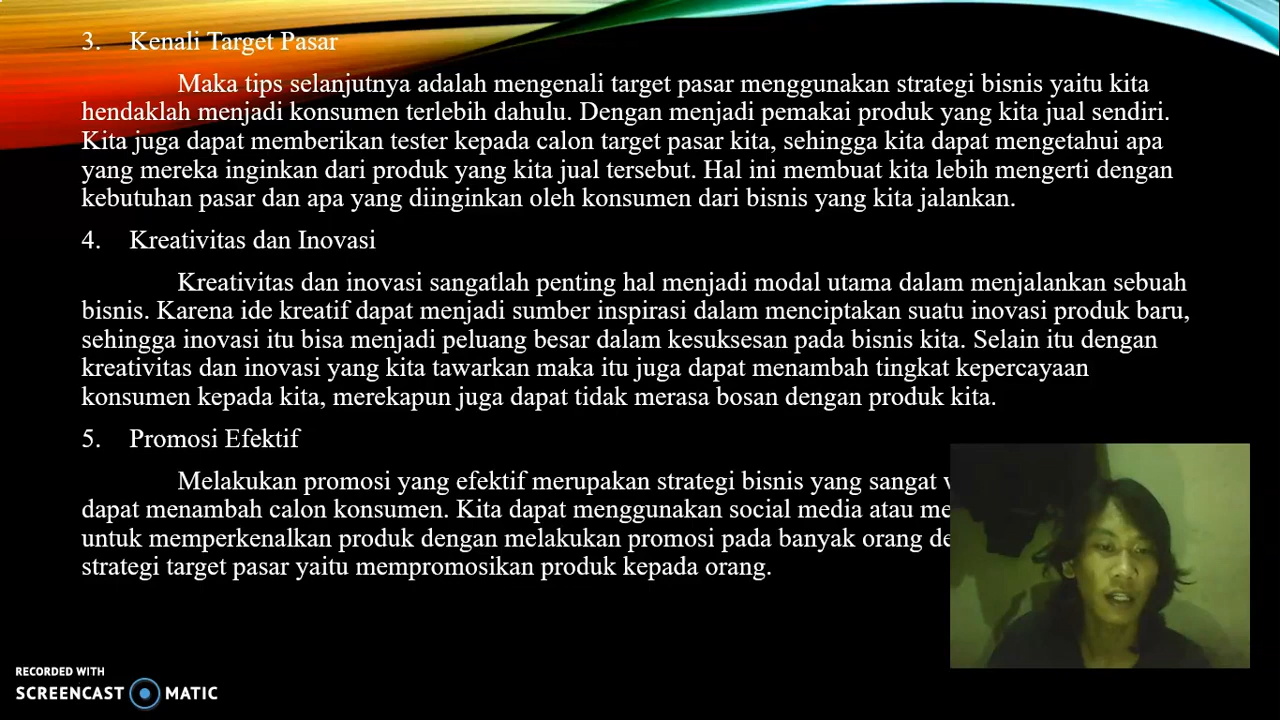 3. Kenali Target Pasar
Maka tips selanjutnya adalah mengenali target pasar menggunakan strategi bisnis yaitu kita
hendaklah menjadi konsumen terlebih dahulu. Dengan menjadi pemakai produk yang kita jual sendiri.
Kita juga dapat memberikan tester kepada calon target pasar kita, sehingga kita dapat mengetahui apa
yang mereka inginkan dari produk yang kita jual tersebut. Hal ini membuat kita lebih mengerti dengan
kebutuhan pasar dan apa yang diinginkan oleh konsumen dari bisnis yang kita jalankan.
4. Kreativitas dan Inovasi
Kreativitas dan inovasi sangatlah penting hal menjadi modal utama dalam menjalankan sebuah
bisnis. Karena ide kreatif dapat menjadi sumber inspirasi dalam menciptakan suatu inovasi produk baru,
sehingga inovasi itu bisa menjadi peluang besar dalam kesuksesan pada bisnis kita. Selain itu dengan
kreativitas dan inovasi yang kita tawarkan maka itu juga dapat menambah tingkat kepercayaan
konsumen kepada kita, merekapun juga dapat tidak merasa bosan dengan produk kita.
5. Promosi Efektif
Melakukan promosi yang efektif merupakan strategi bisnis yang sangat
dapat menambah calon konsumen. Kita dapat menggunakan social media atau
untuk memperkenalkan produk dengan melakukan promosi pada banyak orang
strategi target pasar yaitu mempromosikan produk kepada orang.
RECORDED WITH
SCREENCAST MATIC